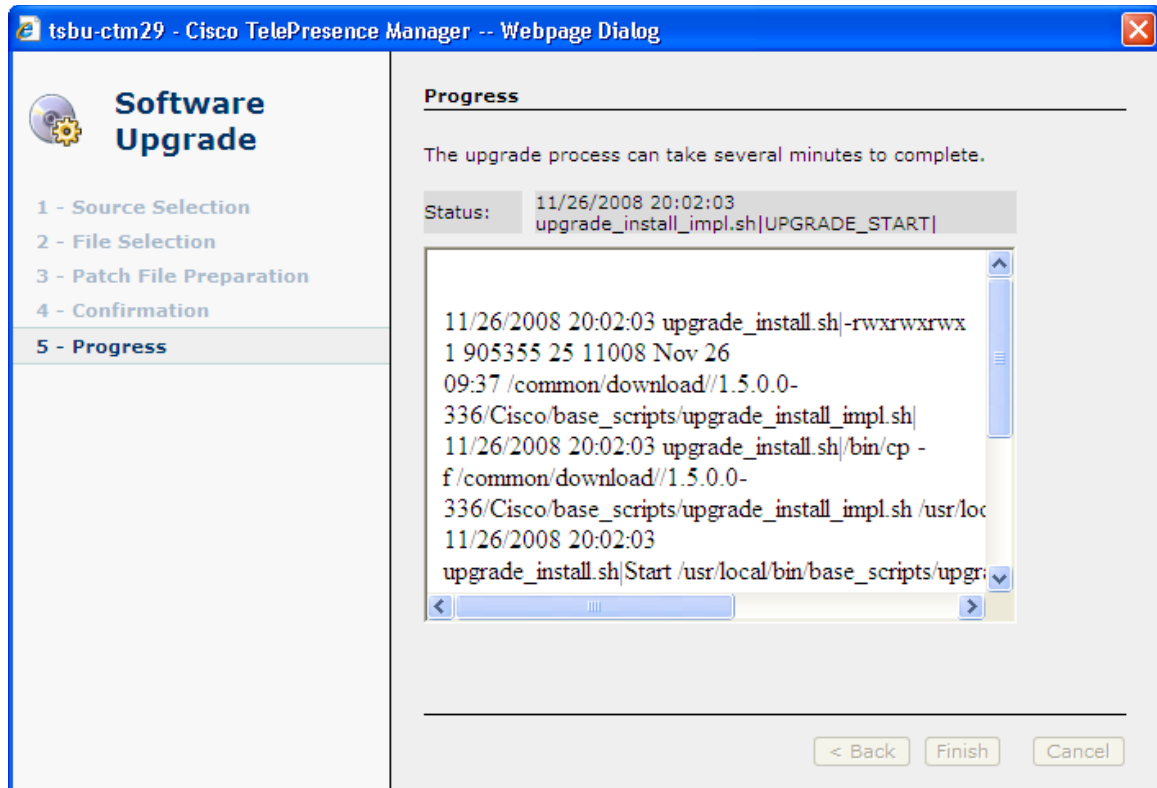 tsbu-ctm29 - Cisco TelePresence Manager -- Webpage Dialog
Software
Upgrade
1 - Source Selection
2 - File Selection
3 - Patch File Preparation
4 - Confirmation
5 - Progress
Progress
The upgrade process can take several minutes to complete.
Status:
11/26/2008 20:02:03
upgrade_install_impl.sh|UPGRADE_START|
11/26/2008 20:02:03 upgrade_install.sh|-rwxrwxrwx
1 905355 25 11008 Nov 26
09:37 /common/download//1.5.0.0-
336/Cisco/base_scripts/upgrade_install_impl.sh|
11/26/2008 20:02:03 upgrade_install.sh|/bin/cp -
f /common/download//1.5.0.0-
336/Cisco/base_scripts/upgrade_install_impl.sh /usr/loc
11/26/2008 20:02:03
upgrade_install.sh|Start /usr/local/bin/base_scripts/upgra
< Back
Finish
Cancel